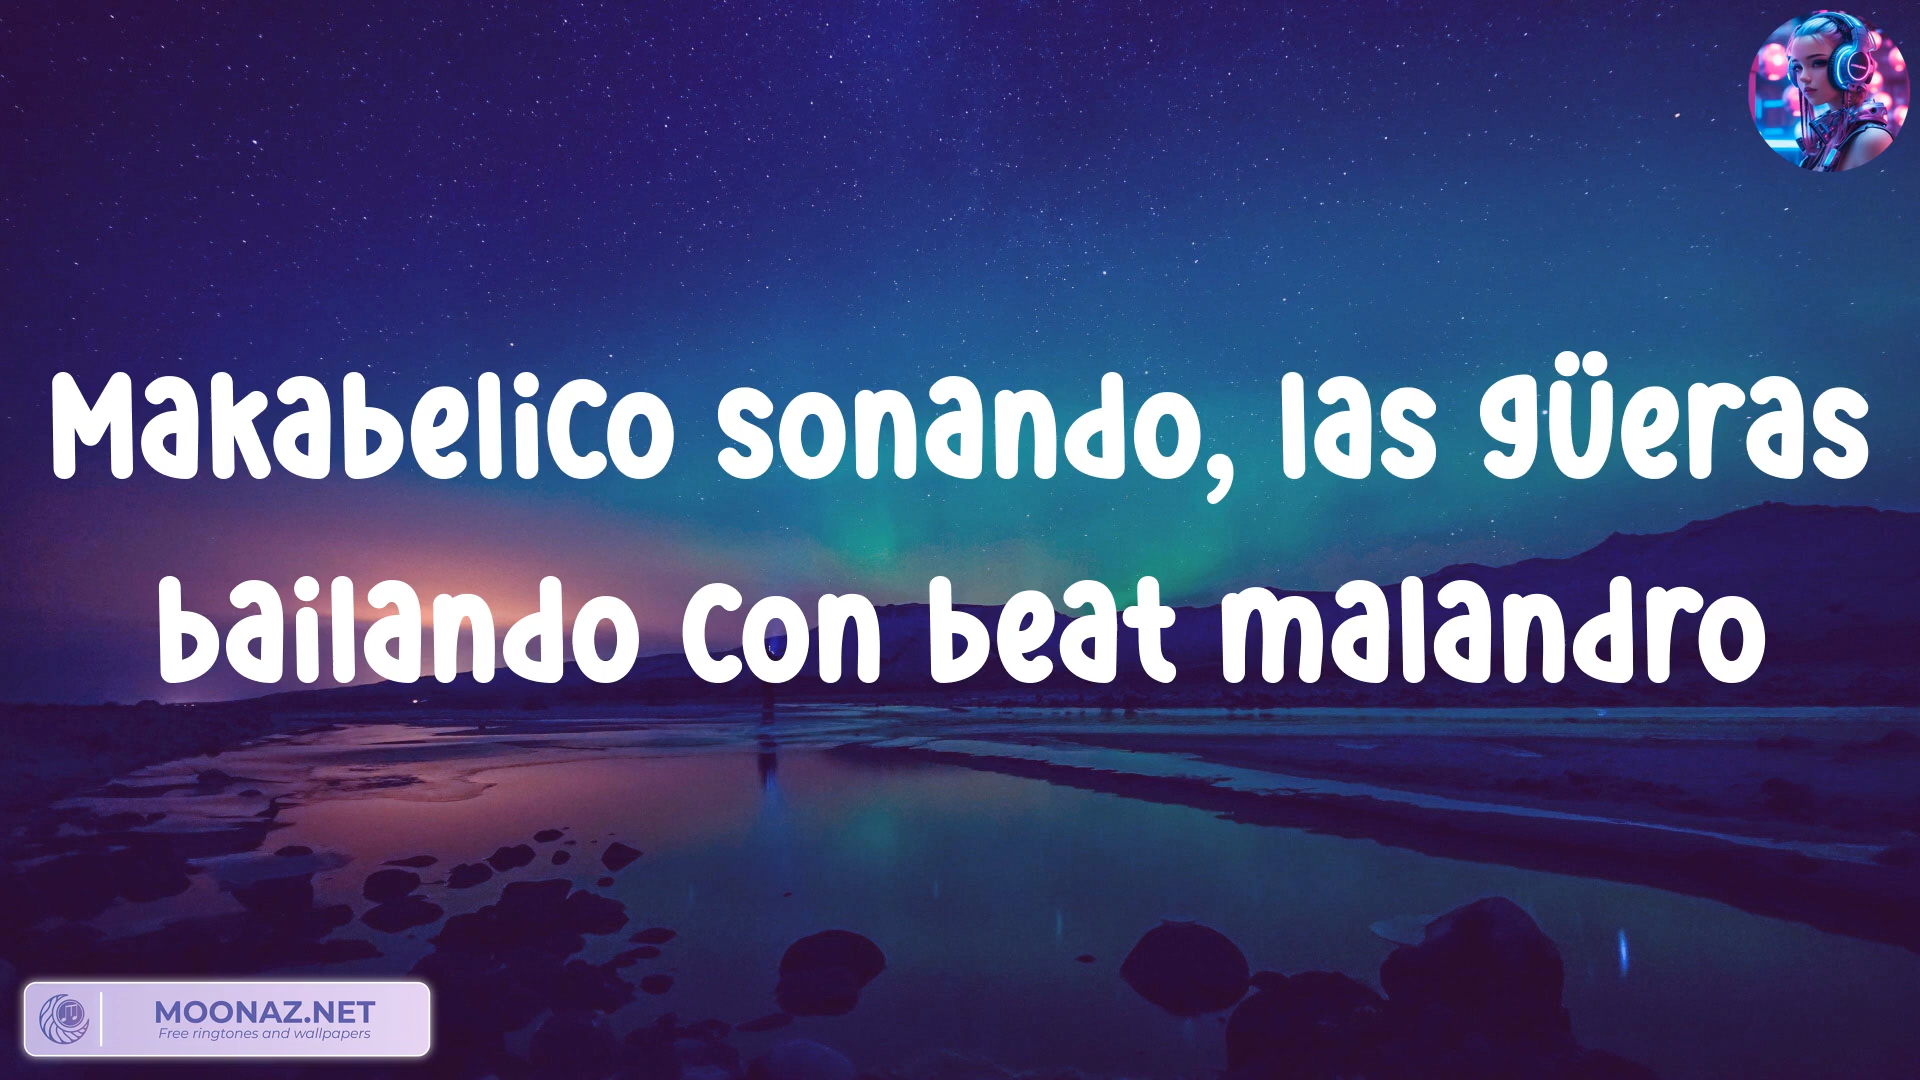 Makabelico sonando, las güeras
bailando con beat malandro
MOONAZ.NET
Free ringtones and wallpapers